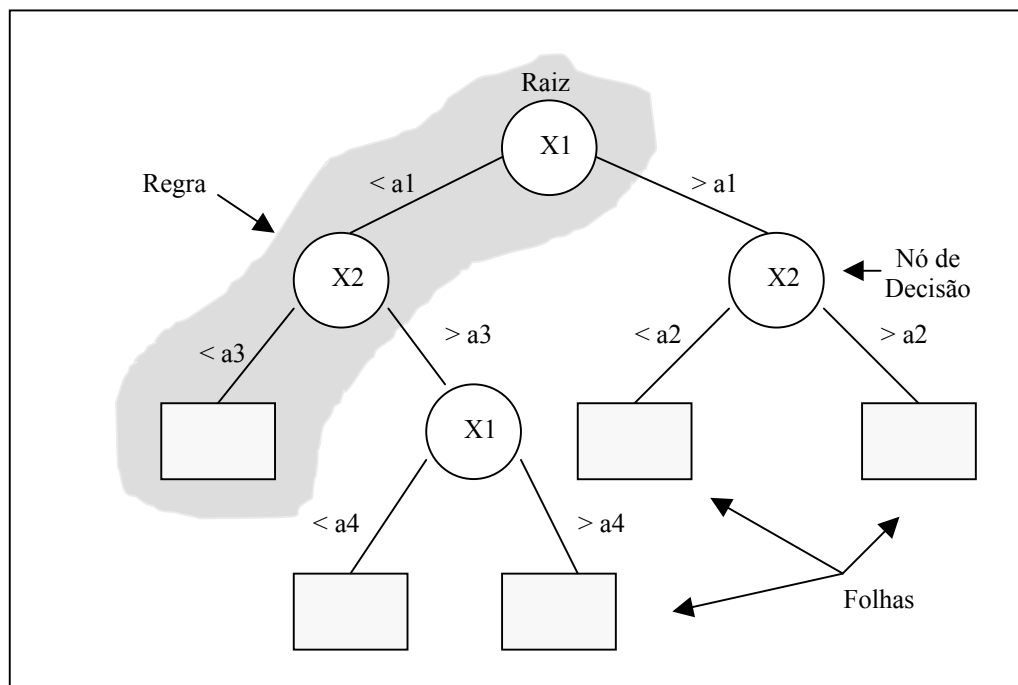 Raiz
X1
< a1
> a1
Regra
X2
X2
Nó de
Decisão
< a3
> a3
< a2
> a2
X1
< a4
> a4
Folhas